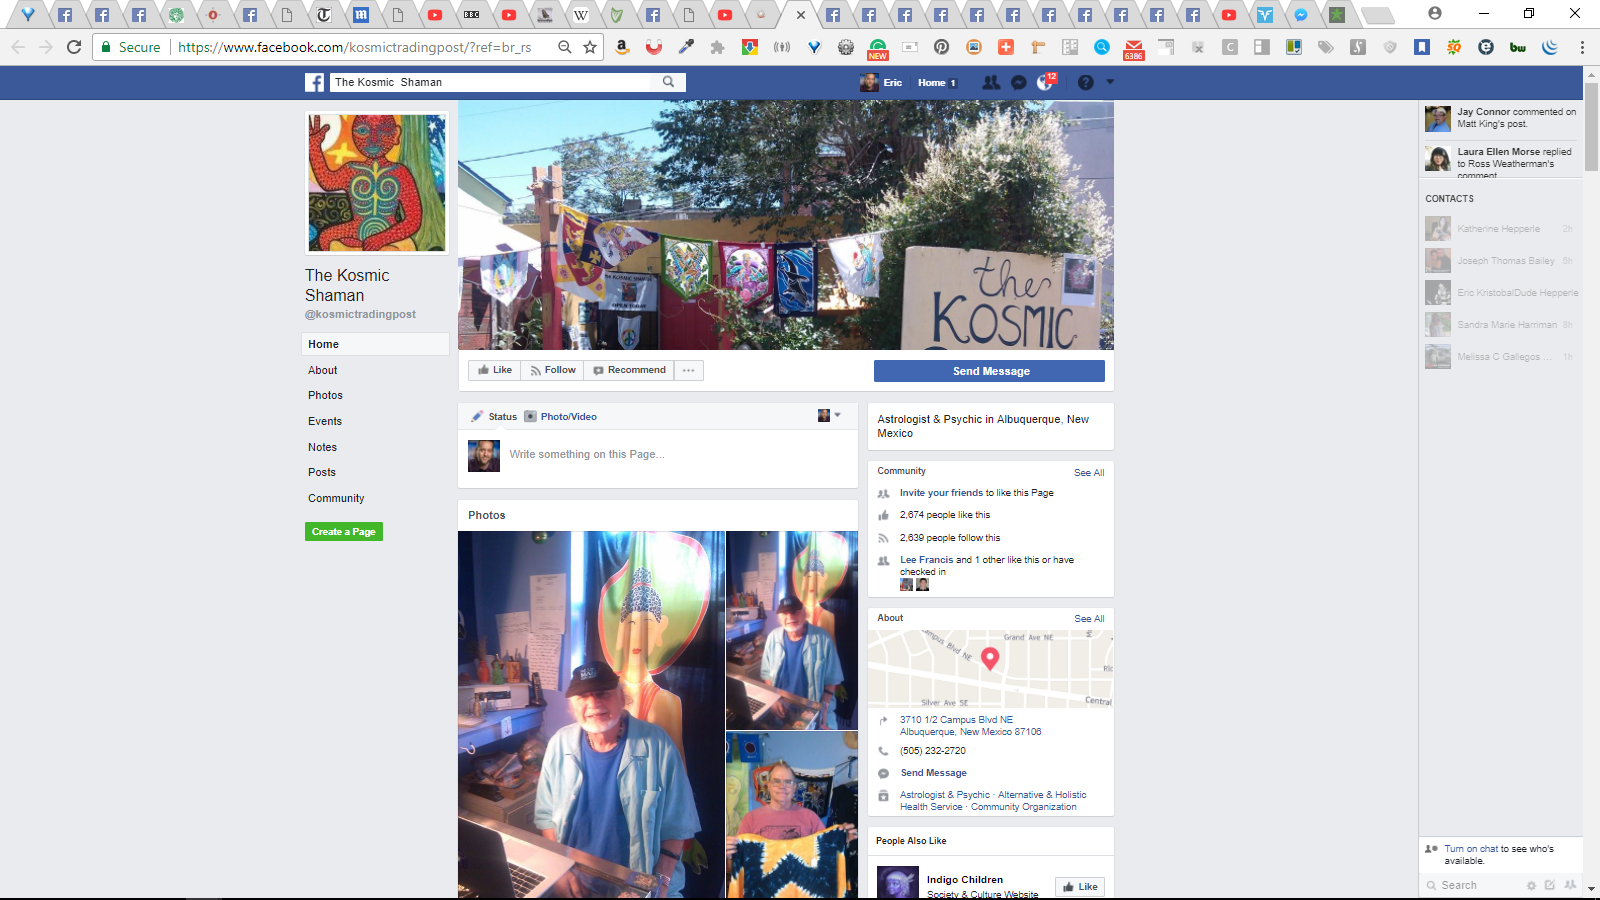 BBC
Secure
https://www.facebook.com/kosmictradingpost/?ref=br_rs
NEW
6386
The Kosmic Shaman
Eric
Home 1
12
The Kosmic
Shaman
@kosmictradingpost
Home
About
Photos
Events
Notes
Posts
Community
Create a Page
THE KOSMIC
OPEN TODAY
the
KOSMIC
Like
Follow
Recommend
Send Message
Status
Photo/Video
Write something on this Page...
Photos
Astrologist & Psychic in Albuquerque, New
Mexico
Community
See All
Invite your friends to like this Page
2,674 people like this
2,639 people follow this
Lee Francis and 1 other like this or have
checked in
About
See All
Campus Blvd NE
Grand Ave NE
Silver Ave SE
Central
3710 1/2 Campus Blvd NE
Albuquerque, New Mexico 87106
(505) 232-2720
Send Message
Astrologist & Psychic · Alternative & Holistic
Health Service · Community Organization
People Also Like
Indigo Children
Society & Culture Website
Like
Jay Connor commented on
Matt King's post.
Laura Ellen Morse replied
to Ross Weatherman's
comment
CONTACTS
Katherine Hepperle 2h
Joseph Thomas Bailey
Eric KristobalDude Hepperle
Sandra Marie Harriman
Melissa C Gallegos ... 1h
Turn on chat to see who's
available.
Search